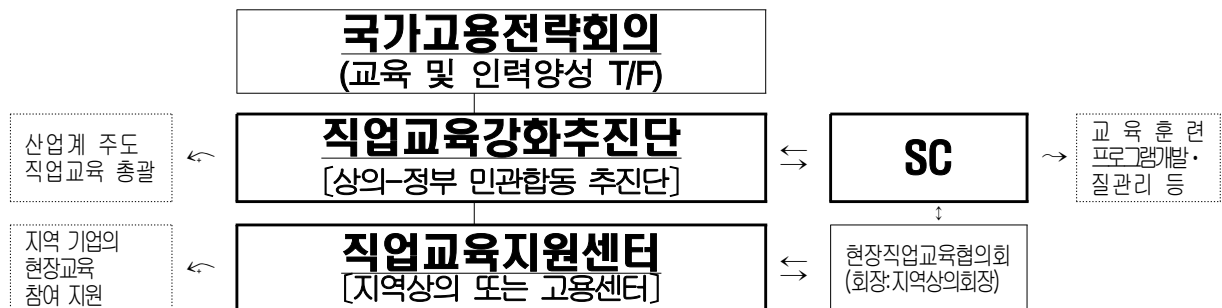 국가고용전략회의
(교육 및 인력양성 T/F)
산업계 주도
직업교육 총괄
직업교육강화추진단
[상의-정부 민관합동 추진단]
SC
교 육 훈 련
프로그램개발·
질관리 등
지역 기업의
현장교육
참여 지원
직업교육지원센터
[지역상의 또는 고용센터]
현장직업교육협의회
(회장:지역상의회장)